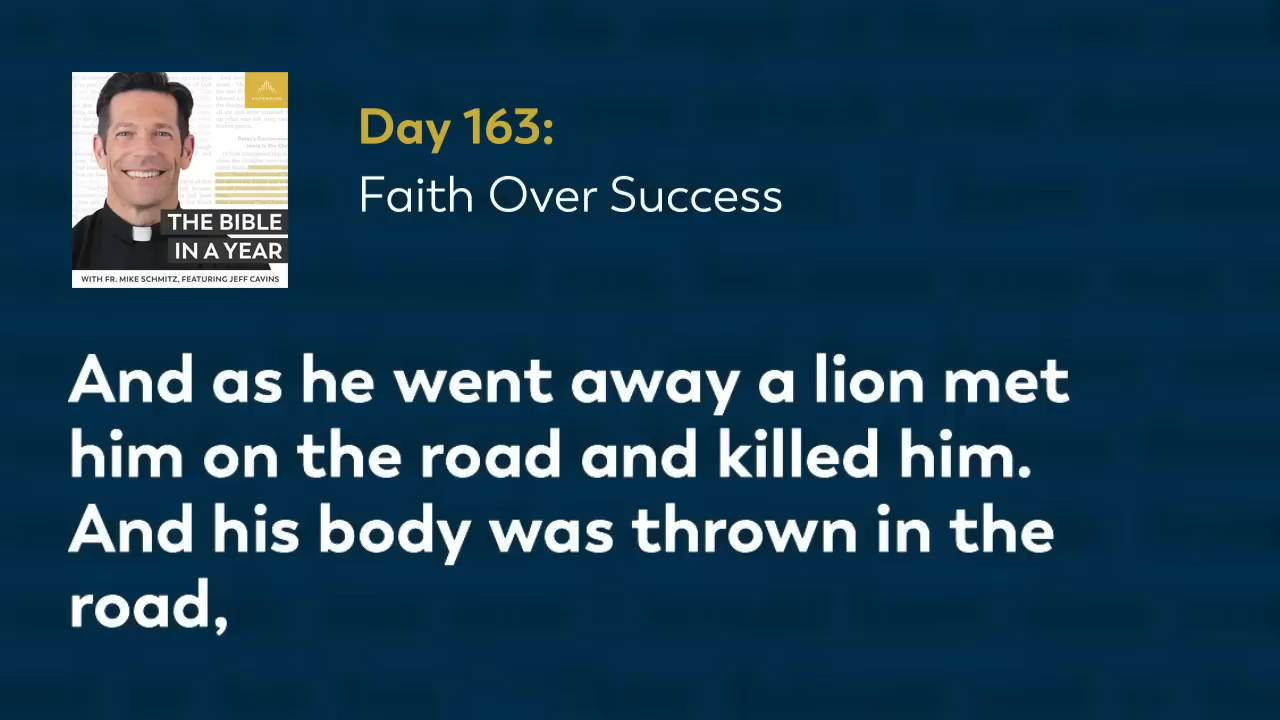 Day 163:
Faith Over Success
THE BIBLE
IN A YEAR
WITH FR. MIKE SCHMITZ, FEATURING JEFF CAVINS
And as he went away a lion met
him on the road and killed him.
And his body was thrown in the
road,